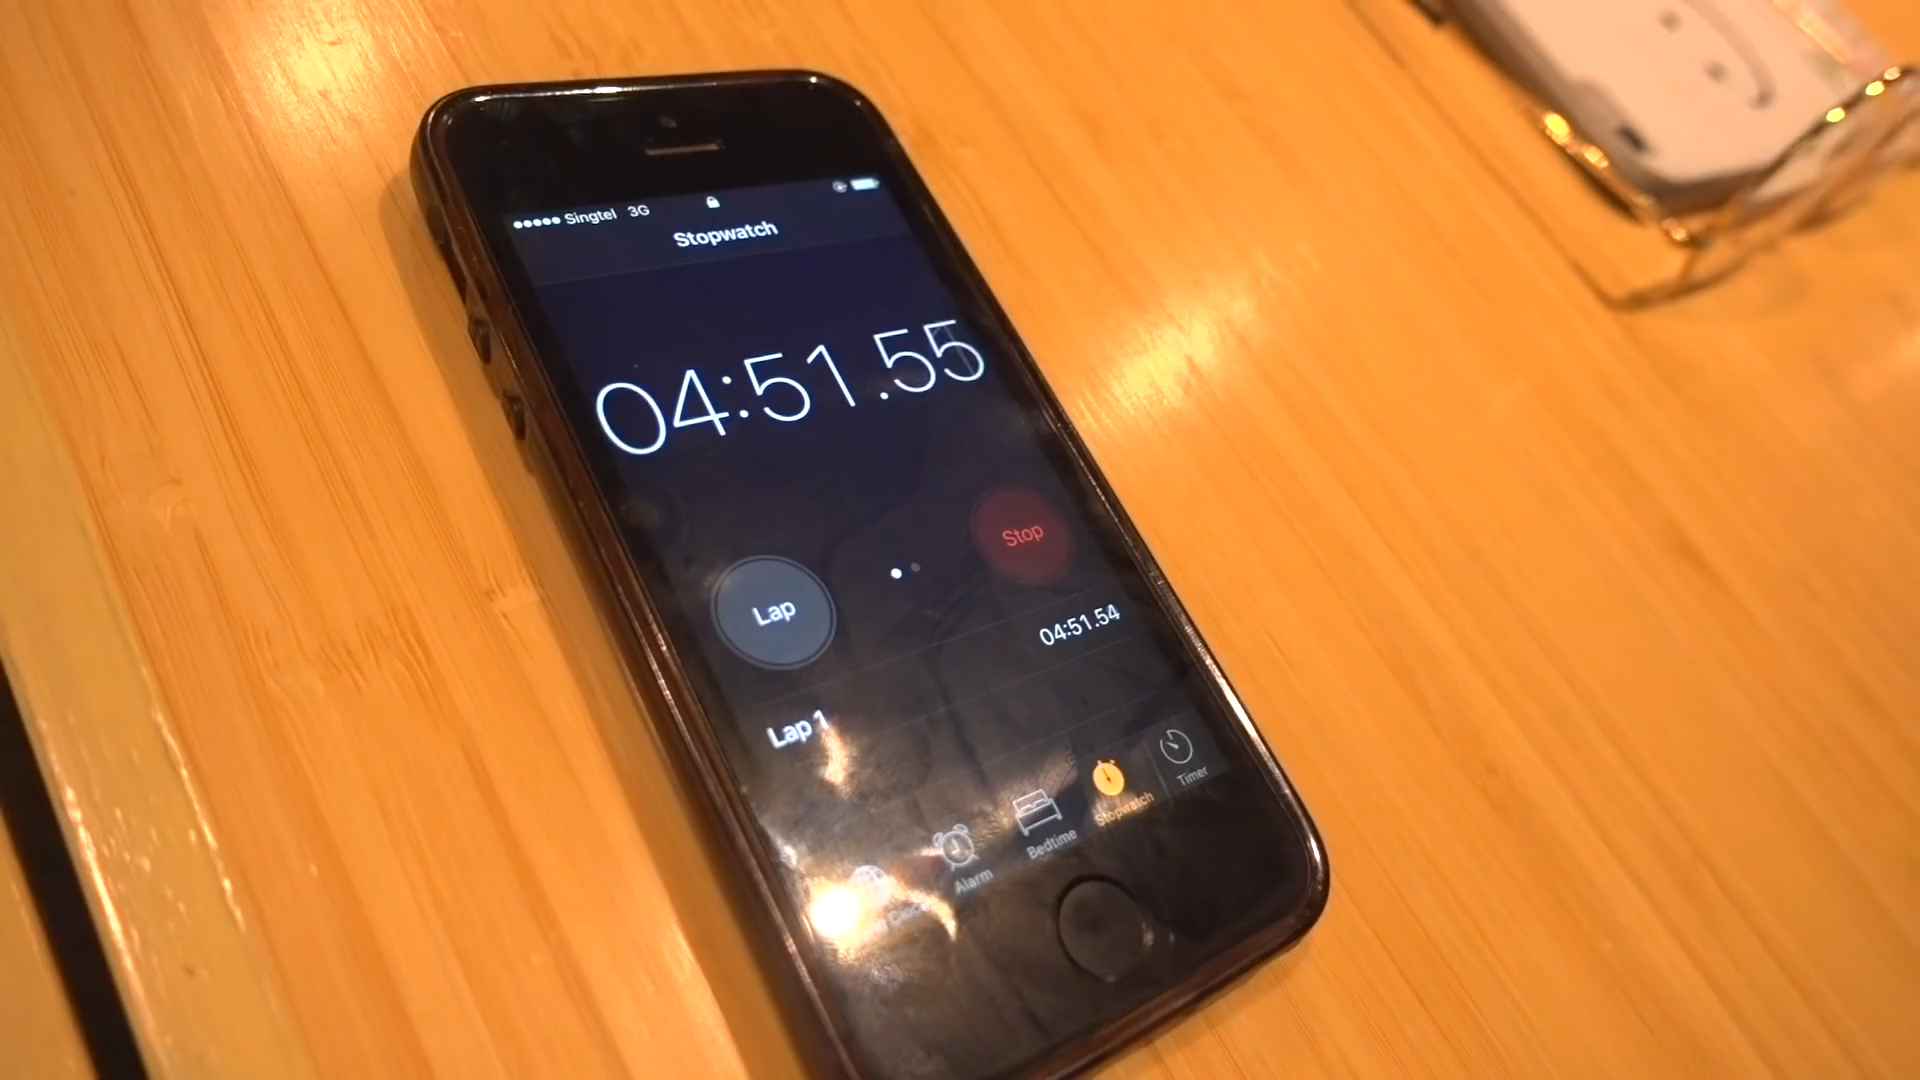 ●●●●● Singtel 3G
Stopwatch
04:51.55
Lap
Stop
Lap 1 04:51.54
Alarm
Bedtime
Stopwatch
Timer